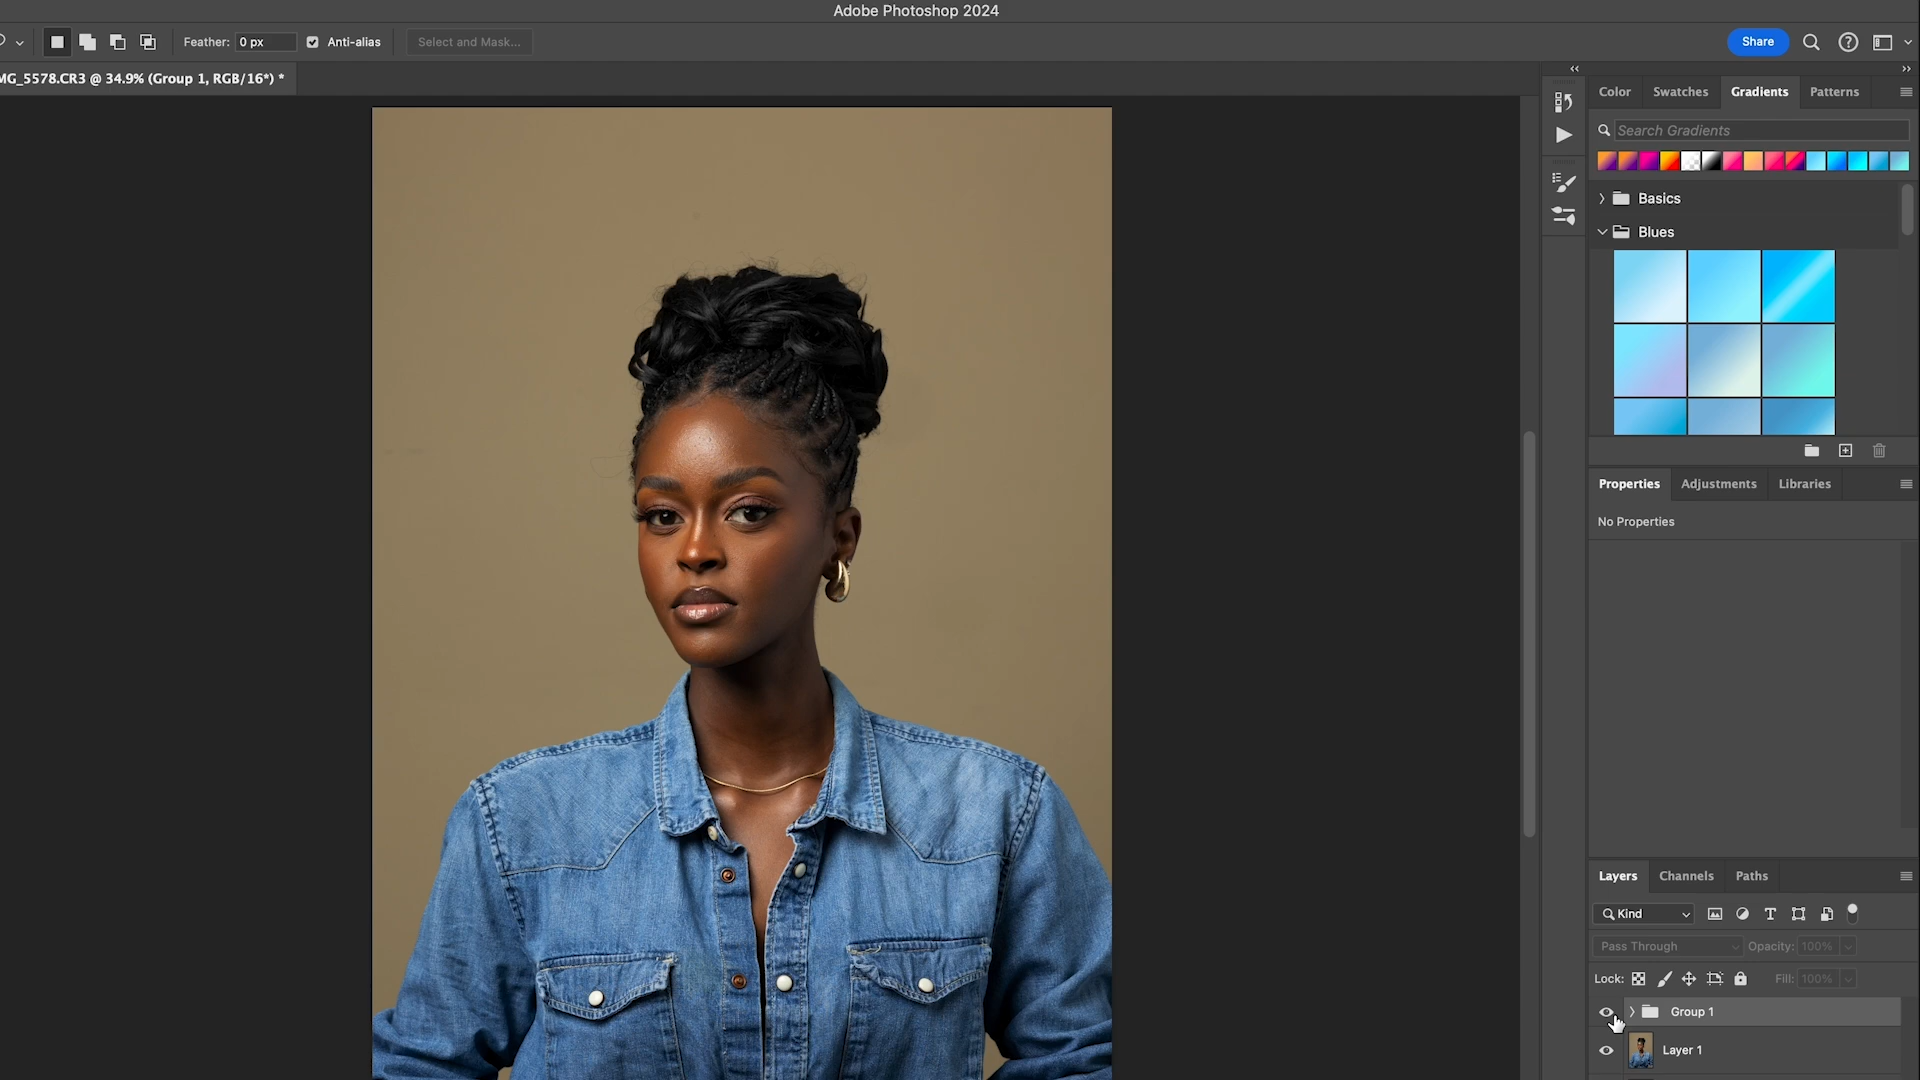 Adobe Photoshop 2024
Feather: 0 px Anti-alias Select and Mask... Share
MG_5578.CR3 @ 34.9% (Group 1, RGB/16*) *
Color Swatches Gradients Patterns
Search Gradients
Basics
Blues
Properties Adjustments Libraries
No Properties
Layers Channels Paths
Kind
Pass Through Opacity: 100%
Lock: Fill: 100%
Group 1
Layer 1